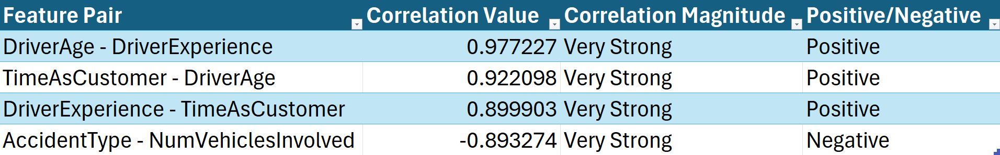 Feature Pair Correlation Value Correlation Magnitude Positive/Negative
DriverAge - DriverExperience 0.977227 Very Strong Positive
TimeAsCustomer - DriverAge 0.922098 Very Strong Positive
DriverExperience - TimeAsCustomer 0.899903 Very Strong Positive
AccidentType - NumVehiclesInvolved -0.893274 Very Strong Negative